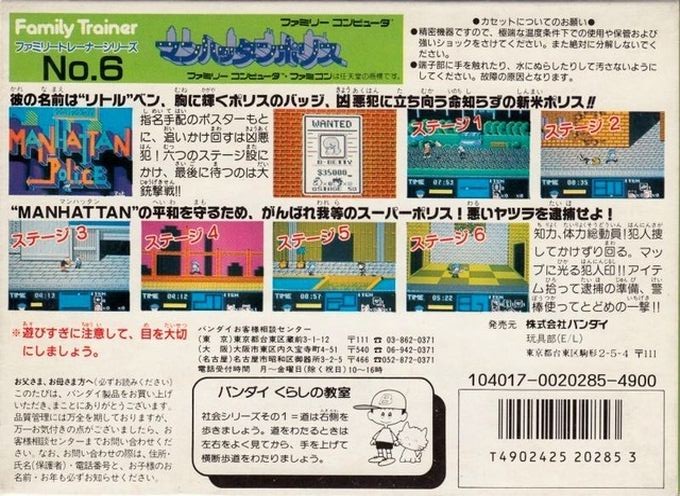 Family Trainer
ファミリートレーナーシリーズ
No.6
ファミリー コンピュータ
マンハッタンポリス
ファミリー コンピュータ・ファミコンは任天堂の商標です。
●カセットについてのお願い●
●精密機器ですので、極端な温度条件下での使用や保管および
強いショックをさけてください。また絶対に分解しないでく
ださい。
●端子部に手を触れたり、水にぬらしたりして汚さないように
してください。故障の原因となります。
彼の名前は“リトル”ベン、胸に輝くポリスのバッジ、凶悪犯に立ち向う命知らずの新米ポリス!!
MANHATTAN
POLICE
指名手配のポスターもと
に、追いかけ回すは凶悪
犯！六つのステージ股に
かけ、最後に待つのは大
銃撃戦!!
WANTED
$35000
ステージ 1
TIME 07:53
ステージ 2
TIME 08:35
“MANHATTAN”の平和を守るため、がんばれ我等のスーパーポリス！悪いヤツラを逮捕せよ！
ステージ 3
TIME 04:13
ステージ 4
TIME 04:12
ステージ 5
TIME 08:57
ステージ 6
TIME 08:22
知力、体力総動員！犯人捜
してかけずり回る。マッ
プに光る犯人印!!アイテ
ム拾って逮捕の準備、警
棒使ってとどめの一撃!!
※遊びすぎに注意して、目を大切
にしましょう。
バンダイお客様相談センター
(東 京)東京都台東区蔵前3-1-12 〒111 ☎03-862-0371
(大 阪)大阪市東区内久宝寺町4-51 〒540 ☎06-942-0371
(名古屋)名古屋市昭和区御器所3-2-5 〒466 ☎052-872-0371
電話受付時間 月〜金曜日(除く祝日)10〜16時
発売元 株式会社バンダイ
玩具部(E/L)
東京都台東区駒形2-5-4 〒111
お父さま、お母さま方へ(必ずお読みください)
このたびは、バンダイ製品をお買い上げ
いただき、まことにありがとうございます。
品質管理には万全を期しておりますが、
万一お気付きの点がございましたら、お
客様相談センターまでお問い合わせくださ
い。なお、お問い合わせの際は、住所・
氏名(保護者)・電話番号と、お子様のお
名前・お年も必ずお知らせください。
バンダイ くらしの教室
社会シリーズその1＝道は右側を
歩きましょう。道をわたるときは
左右をよく見てから、手を上げて
横断歩道をわたりましょう。
104017-0020285-4900
T4902425 20285 3